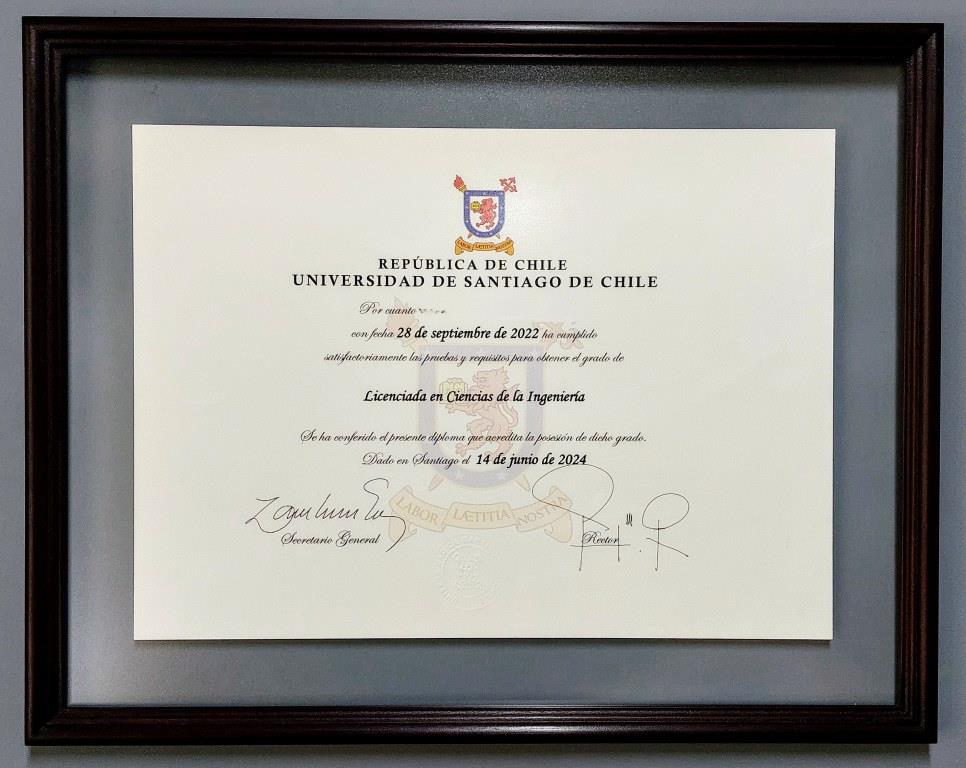 LABOR LÆTITIA NOSTRA
REPÚBLICA DE CHILE
UNIVERSIDAD DE SANTIAGO DE CHILE
Por cuanto
con fecha 28 de septiembre de 2022 ha cumplido
satisfactoriamente las pruebas y requisitos para obtener el grado de
Licenciada en Ciencias de la Ingeniería
Se ha conferido el presente diploma que acredita la posesión de dicho grado.
Dado en Santiago el 14 de junio de 2024
LABOR LÆTITIA NOSTRA
Secretario General
Rector